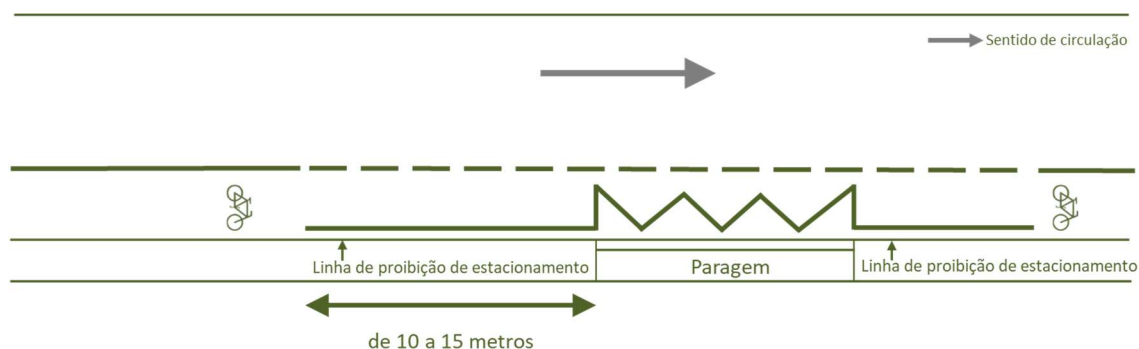 Sentido de circulação
Linha de proibição de estacionamento
Paragem
Linha de proibição de estacionamento
de 10 a 15 metros